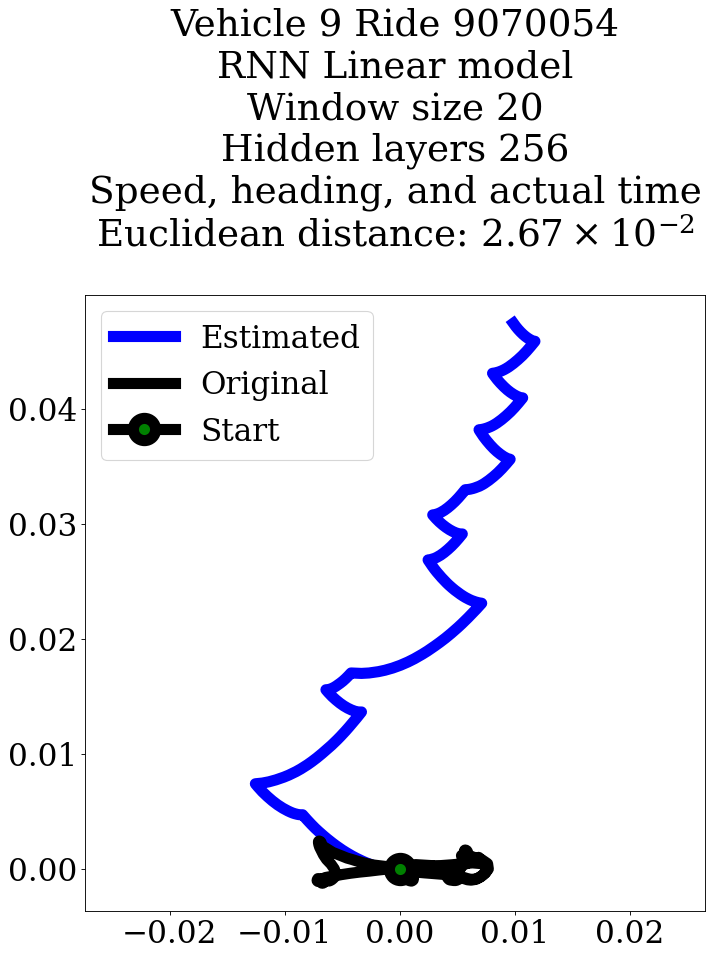 Vehicle 9 Ride 9070054
RNN Linear model
Window size 20
Hidden layers 256
Speed, heading, and actual time
Euclidean distance: 2.67 × 10⁻²
Estimated
Original
Start
0.04
0.03
0.02
0.01
0.00
−0.02 −0.01 0.00 0.01 0.02